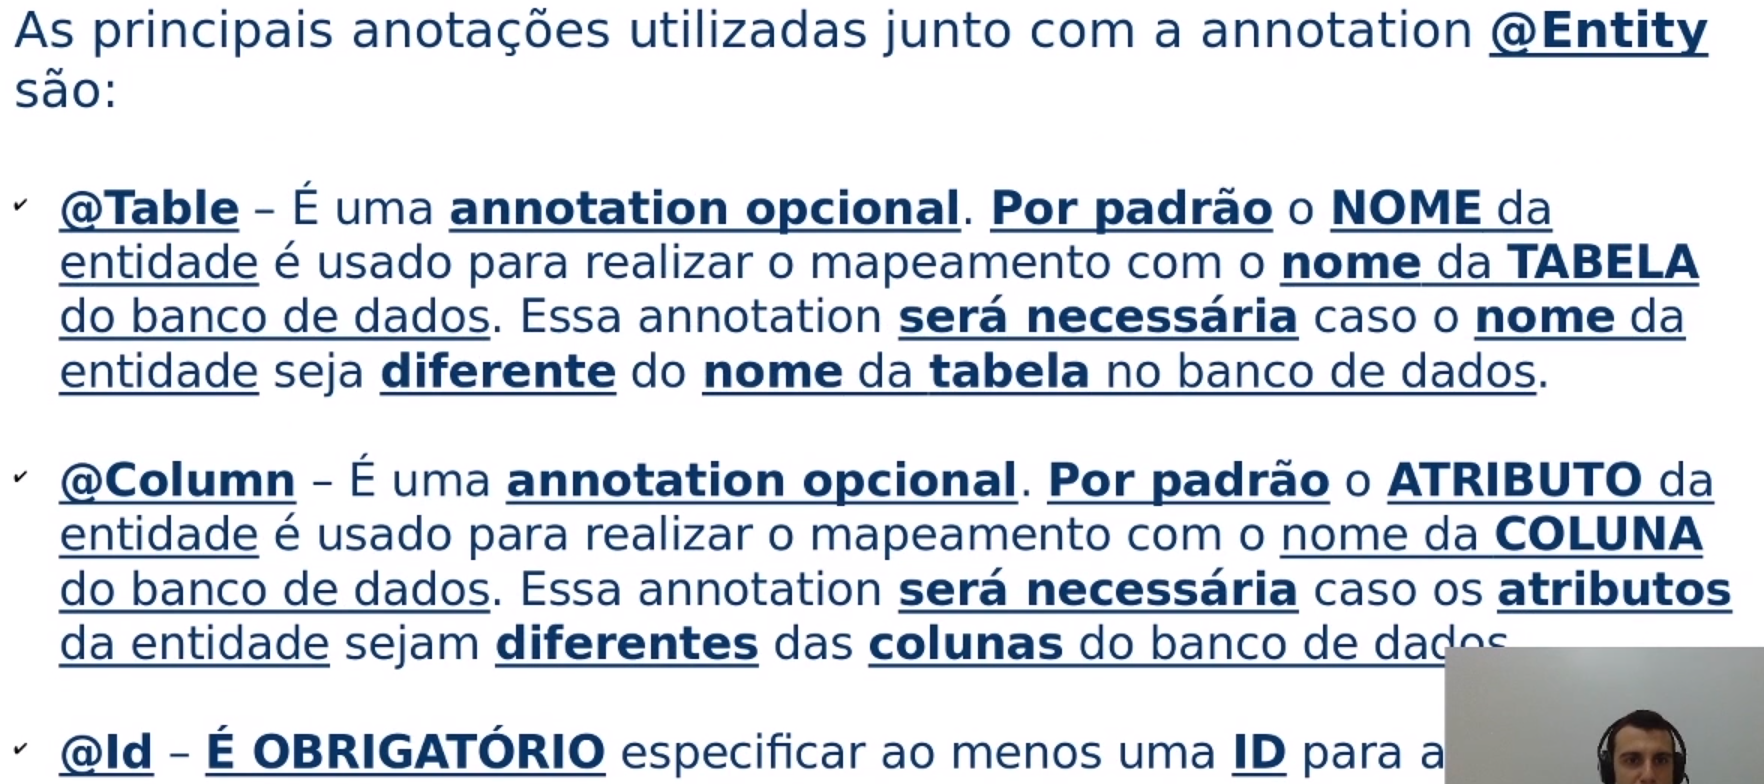 As principais anotações utilizadas junto com a annotation @Entity
são:
✔ @Table – É uma annotation opcional. Por padrão o NOME da
entidade é usado para realizar o mapeamento com o nome da TABELA
do banco de dados. Essa annotation será necessária caso o nome da
entidade seja diferente do nome da tabela no banco de dados.
✔ @Column – É uma annotation opcional. Por padrão o ATRIBUTO da
entidade é usado para realizar o mapeamento com o nome da COLUNA
do banco de dados. Essa annotation será necessária caso os atributos
da entidade sejam diferentes das colunas do banco de dados
✔ @Id – É OBRIGATÓRIO especificar ao menos uma ID para a